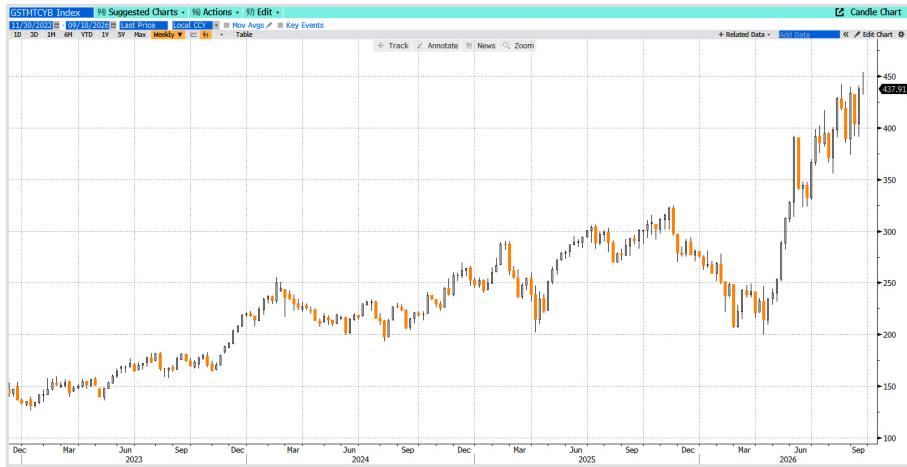 GSTMTCYB Index 94) Suggested Charts 96) Actions 97) Edit Candle Chart
11/30/2022 - 09/18/2026 Last Price Local CCY Mov Avgs Key Events
1D 3D 1M 6M YTD 1Y 5Y Max Weekly Table + Related Data Add Data « Edit Chart
Track Annotate News Zoom
450
437.91
400
350
300
250
200
150
100
Dec Mar Jun Sep Dec Mar Jun Sep Dec Mar Jun Sep Dec Mar Jun Sep
2023 2024 2025 2026